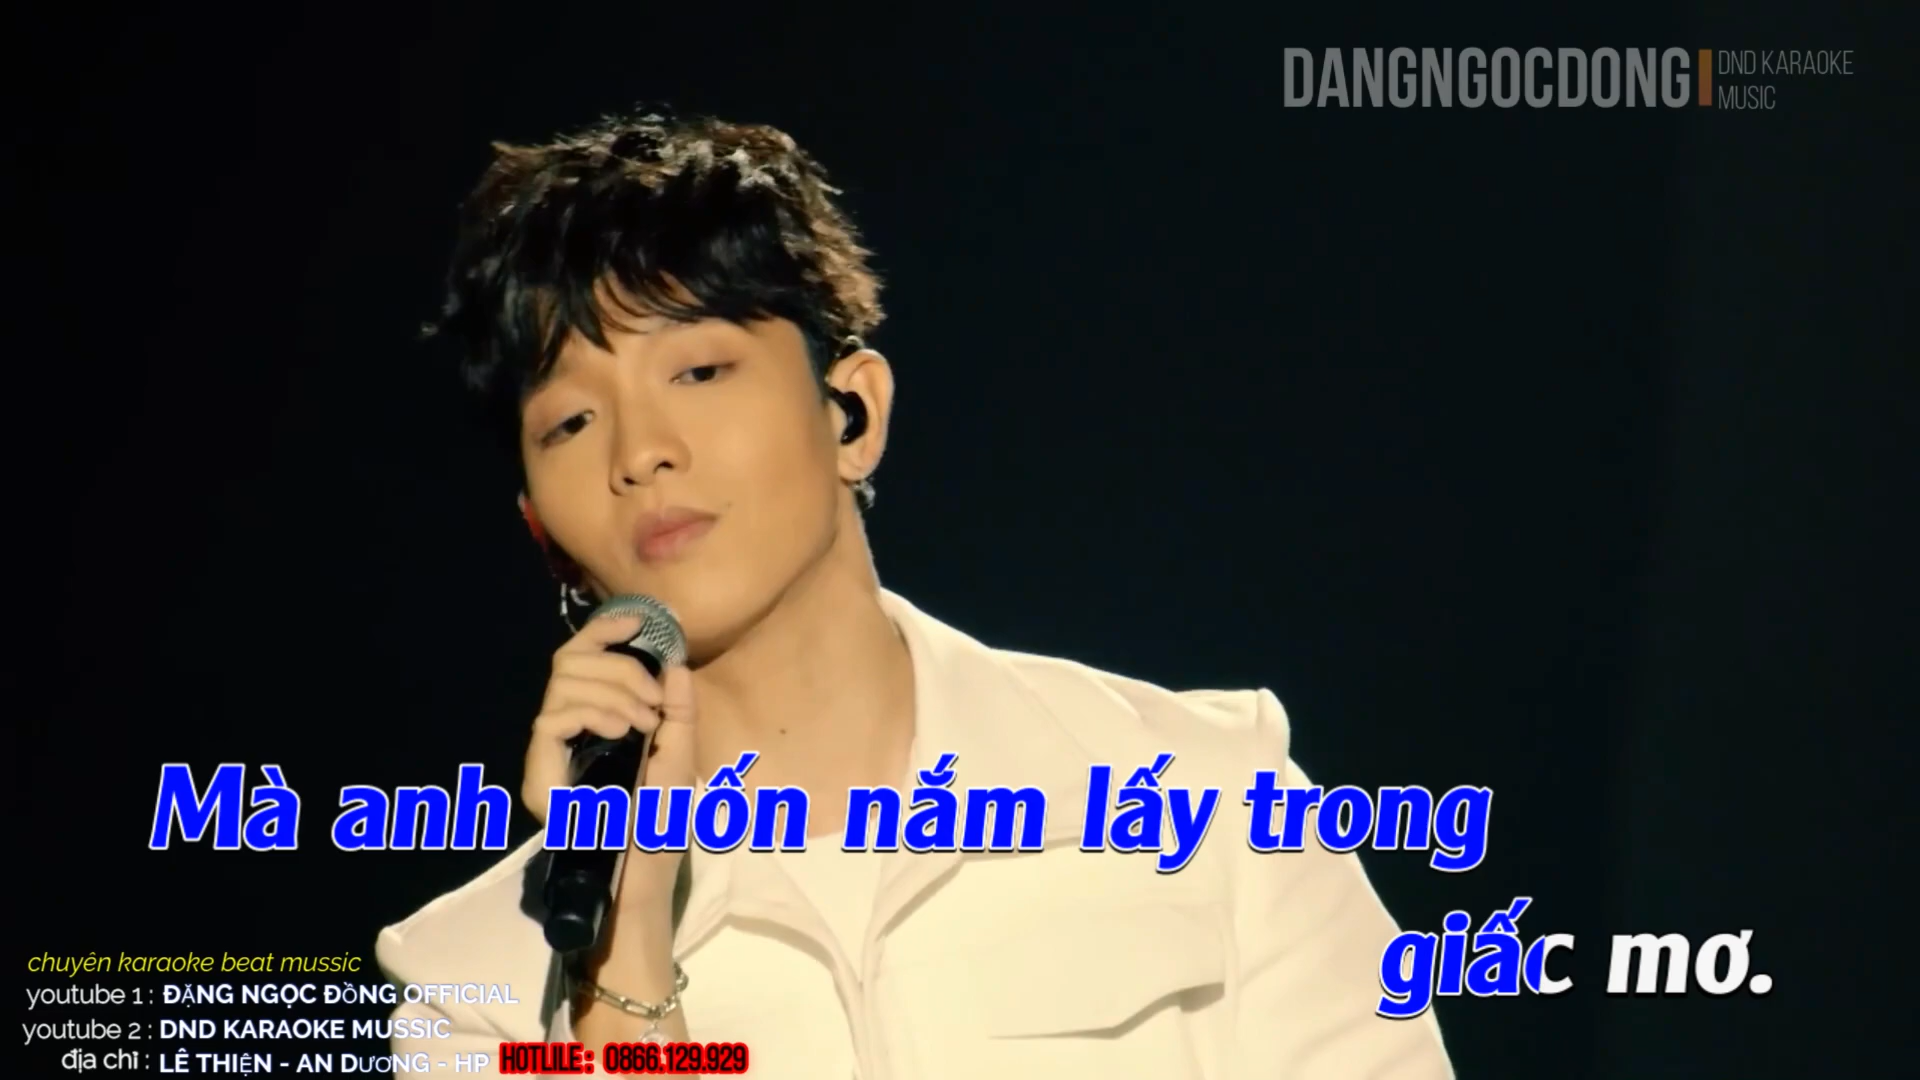 DANGNGOCDONG
DND KARAOKE
MUSIC
Mà anh muốn nắm lấy trong
giấc mơ.
chuyên karaoke beat mussic
youtube 1 : ĐẶNG NGỌC ĐỒNG OFFICIAL
youtube 2 : DND KARAOKE MUSSIC
địa chỉ : LÊ THIỆN - AN DƯƠNG - HP
HOTLILE: 0866.129.929